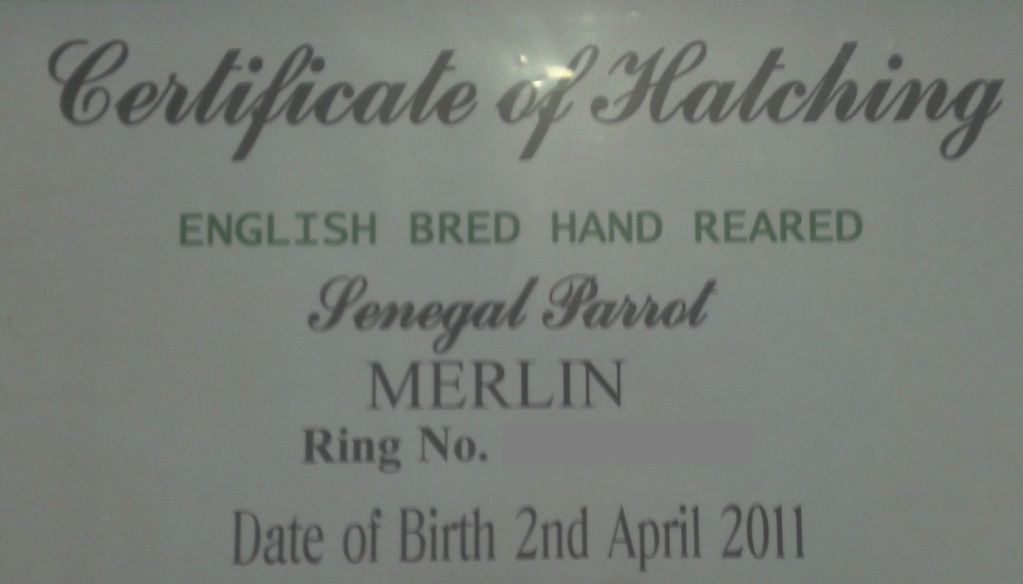 Certificate of Hatching
ENGLISH BRED HAND REARED
Senegal Parrot
MERLIN
Ring No.
Date of Birth 2nd April 2011